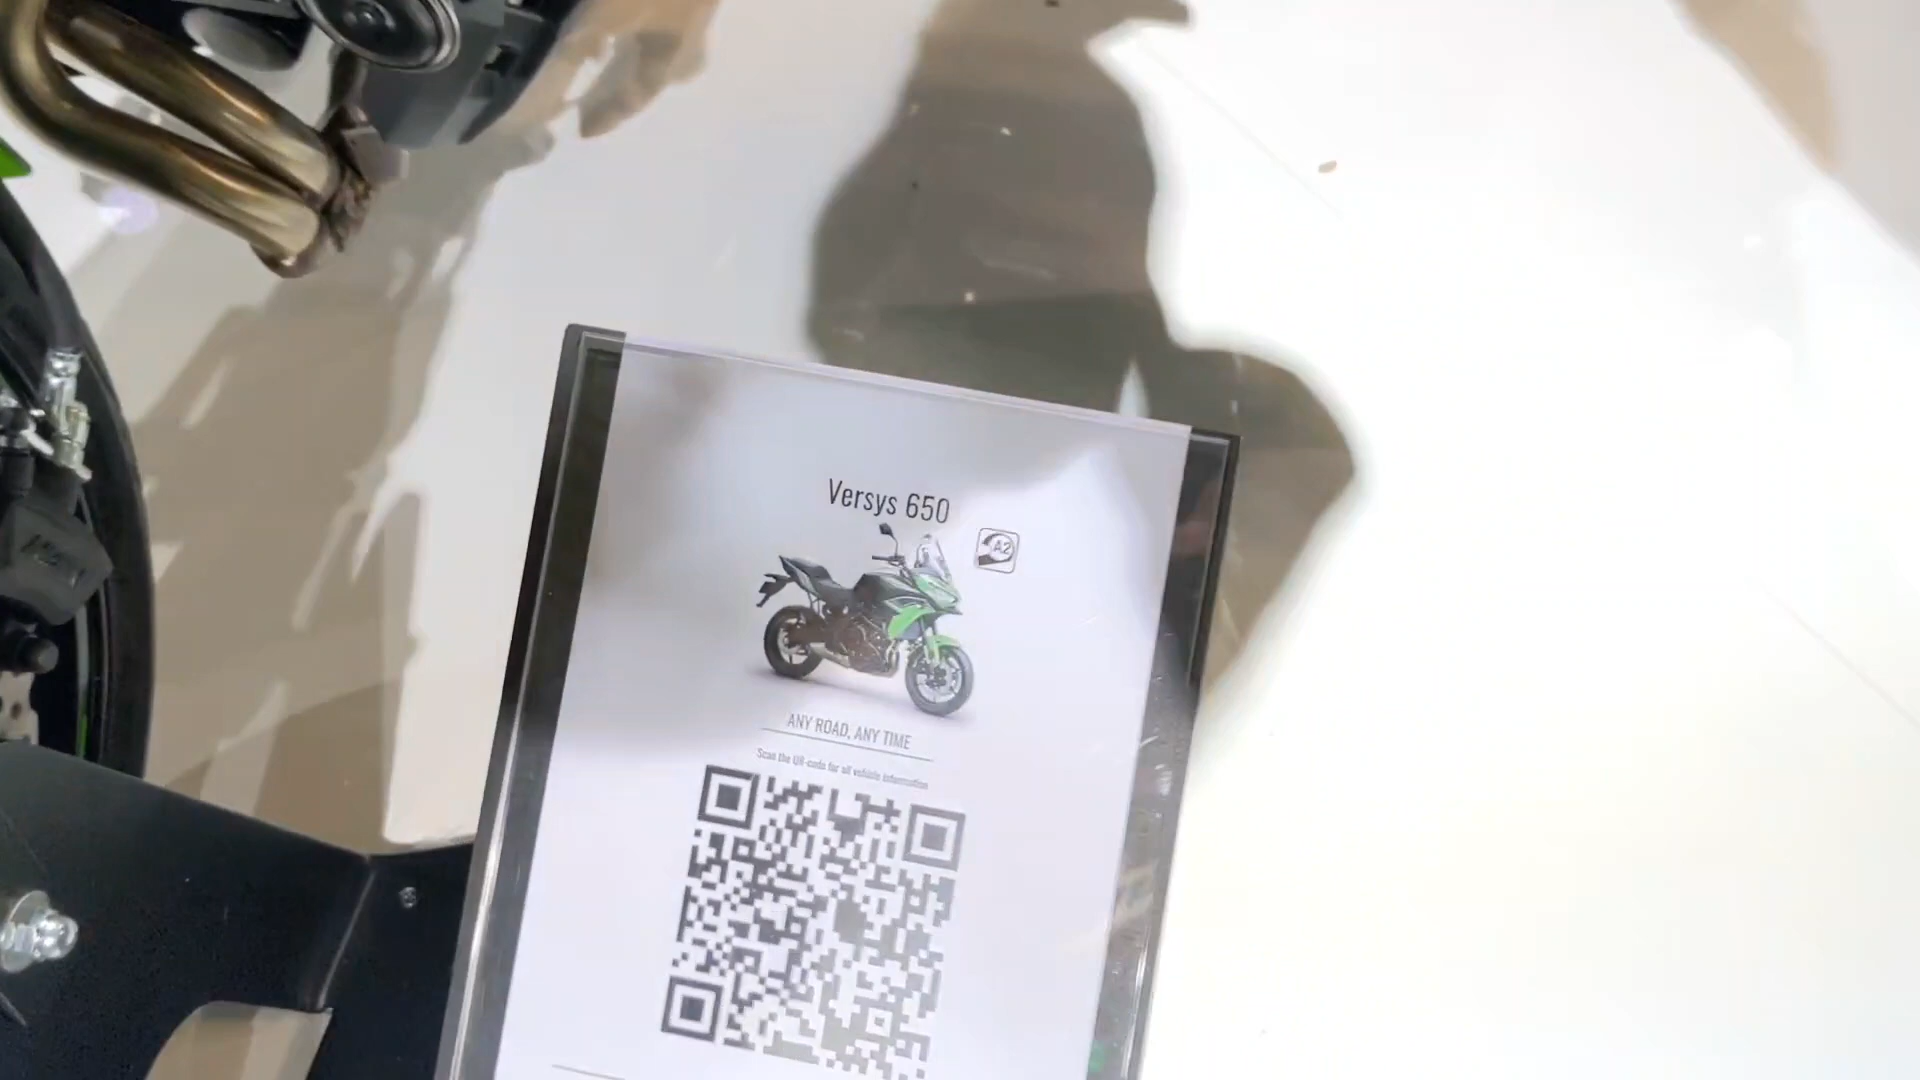 Versys 650
A2
ANY ROAD, ANY TIME
Scan the QR-code for all vehicle information